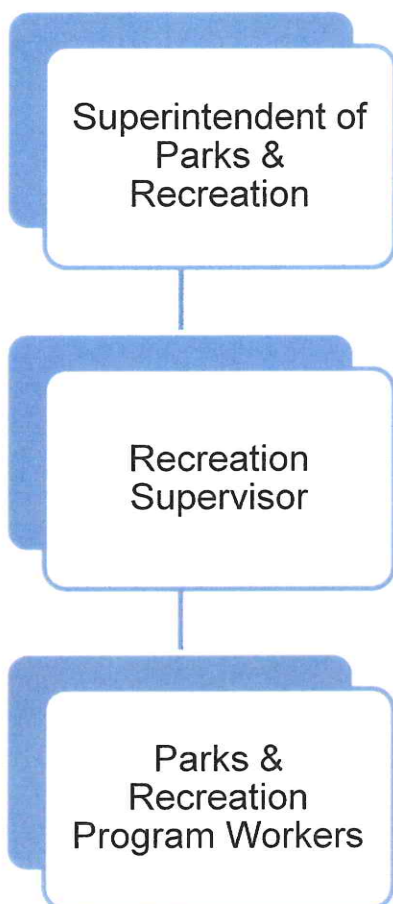 Superintendent of
Parks &
Recreation
Recreation
Supervisor
Parks &
Recreation
Program Workers